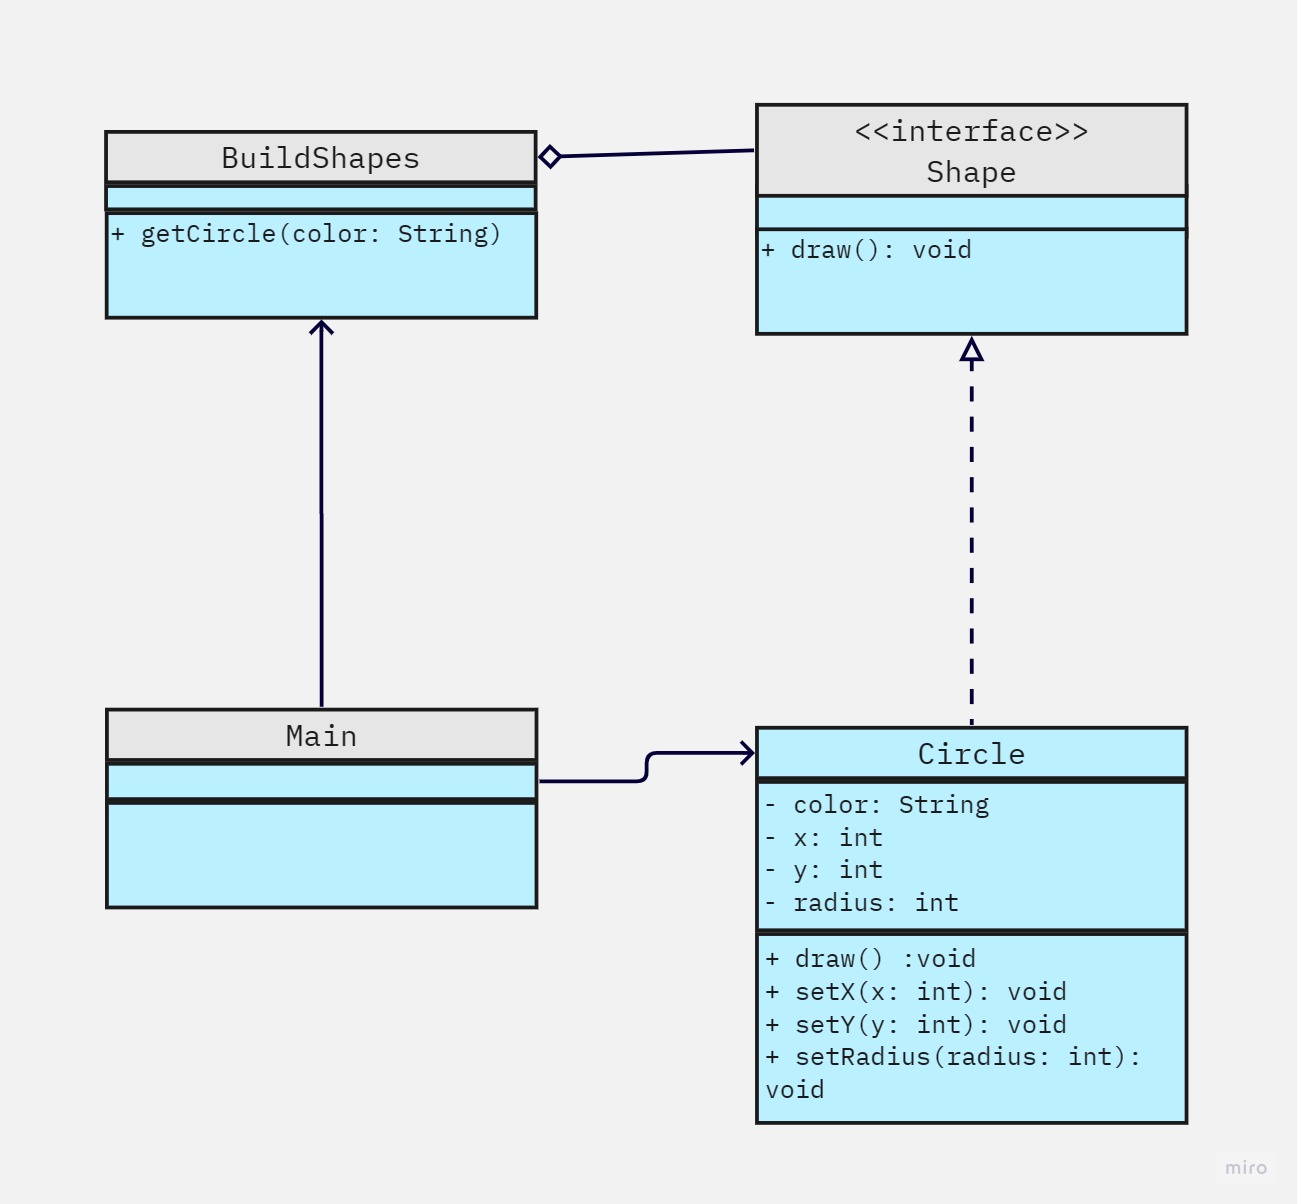 BuildShapes
+ getCircle(color: String)
<<interface>>
Shape
+ draw(): void
Main
Circle
- color: String
- x: int
- y: int
- radius: int
+ draw() :void
+ setX(x: int): void
+ setY(y: int): void
+ setRadius(radius: int):
void
miro